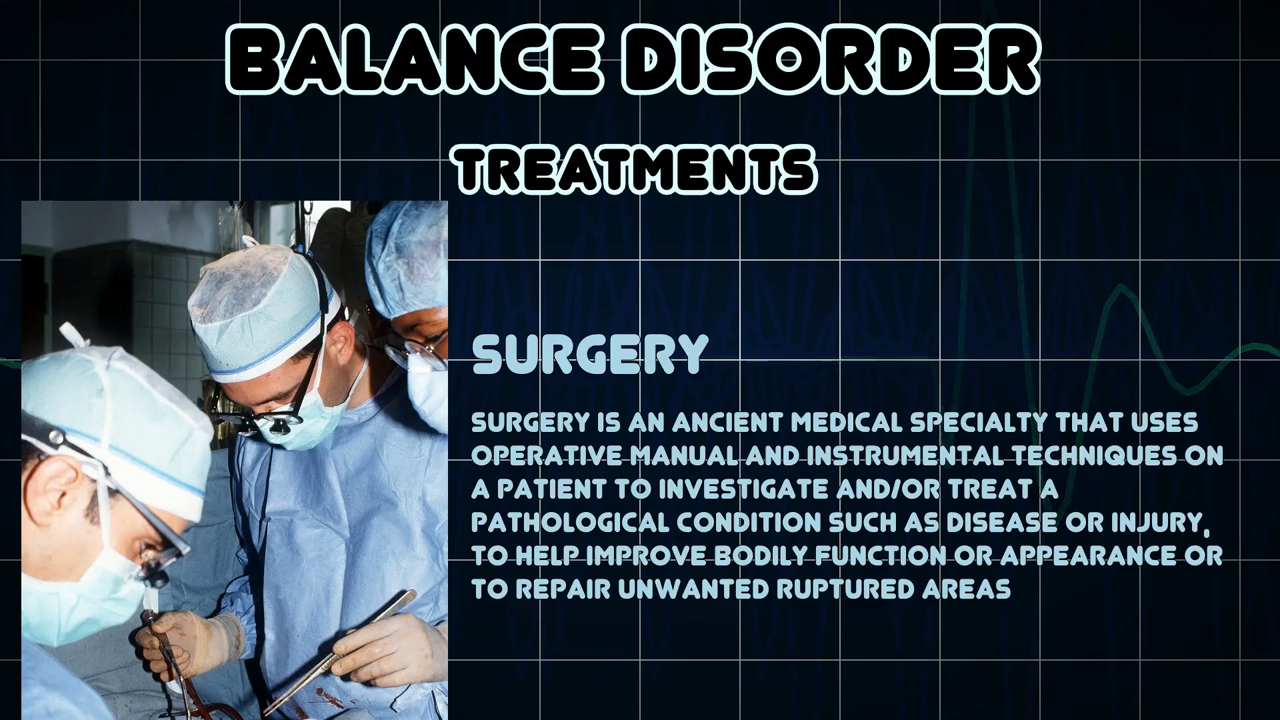 BALANCE DISORDER
TREATMENTS
SURGERY
SURGERY IS AN ANCIENT MEDICAL SPECIALTY THAT USES
OPERATIVE MANUAL AND INSTRUMENTAL TECHNIQUES ON
A PATIENT TO INVESTIGATE AND/OR TREAT A
PATHOLOGICAL CONDITION SUCH AS DISEASE OR INJURY,
TO HELP IMPROVE BODILY FUNCTION OR APPEARANCE OR
TO REPAIR UNWANTED RUPTURED AREAS